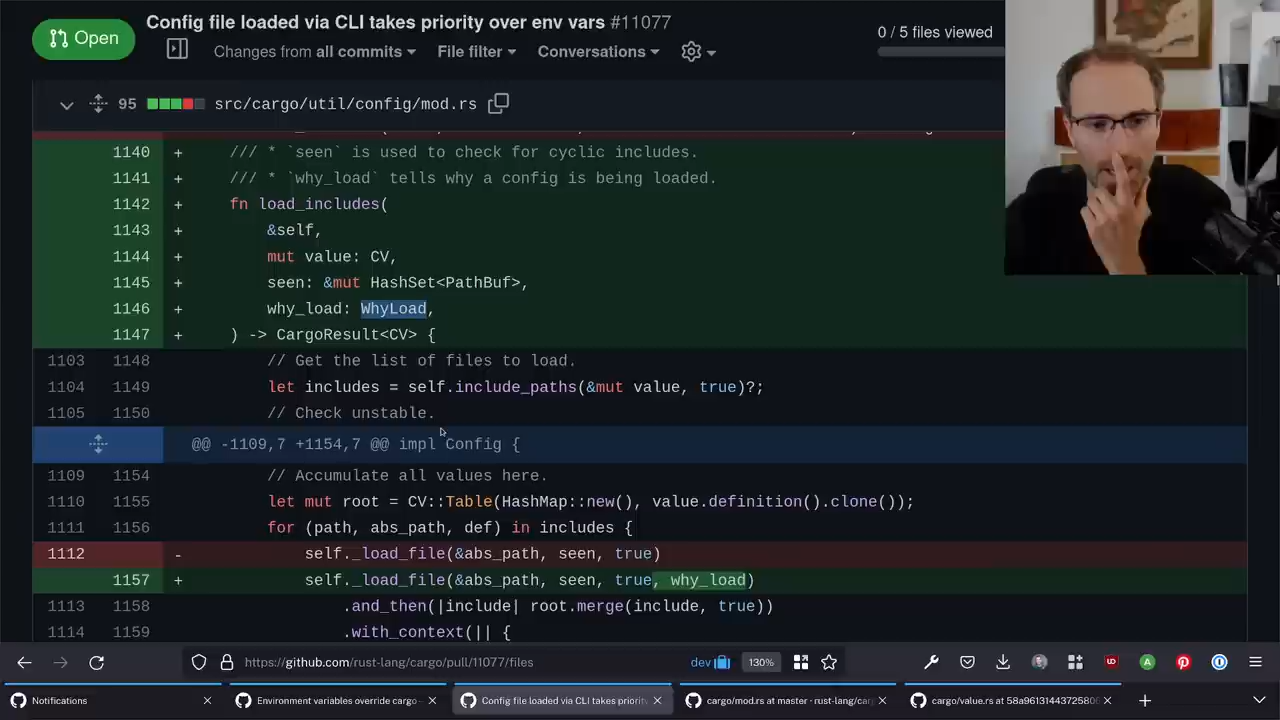 Open
Config file loaded via CLI takes priority over env vars #11077
Changes from all commits
File filter
Conversations
0 / 5 files viewed
95
src/cargo/util/config/mod.rs
1140 + /// * `seen` is used to check for cyclic includes.
1141 + /// * `why_load` tells why a config is being loaded.
1142 + fn load_includes(
1143 + &self,
1144 + mut value: CV,
1145 + seen: &mut HashSet<PathBuf>,
1146 + why_load: WhyLoad,
1147 + ) -> CargoResult<CV> {
1103 1148 // Get the list of files to load.
1104 1149 let includes = self.include_paths(&mut value, true)?;
1105 1150 // Check unstable.
@@ -1109,7 +1154,7 @@ impl Config {
1109 1154 // Accumulate all values here.
1110 1155 let mut root = CV::Table(HashMap::new(), value.definition().clone());
1111 1156 for (path, abs_path, def) in includes {
1112 - self._load_file(&abs_path, seen, true)
1157 + self._load_file(&abs_path, seen, true, why_load)
1113 1158 .and_then(|include| root.merge(include, true))
1114 1159 .with_context(|| {
https://github.com/rust-lang/cargo/pull/11077/files
dev
130%
Notifications
Environment variables override cargo
Config file loaded via CLI takes priority
cargo/mod.rs at master · rust-lang/carg
cargo/value.rs at 58a961314437258